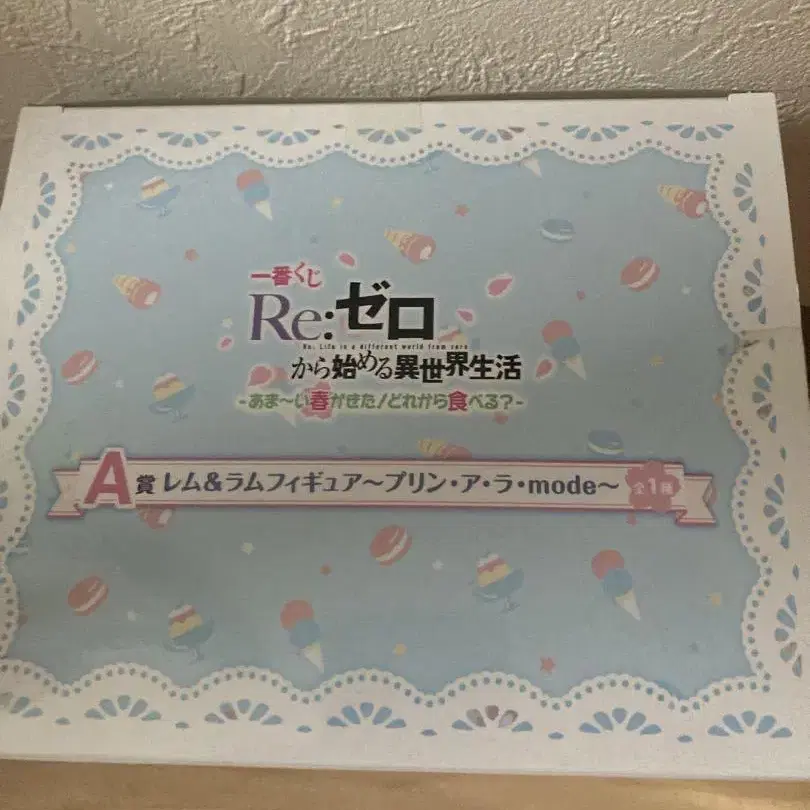 一番くじ
Re:ゼロ
Re: Life in a different world from zero
から始める異世界生活
-あま〜い春がきた!どれから食べる?-
A賞 レム&ラムフィギュア〜プリン・ア・ラ・mode〜 全1種